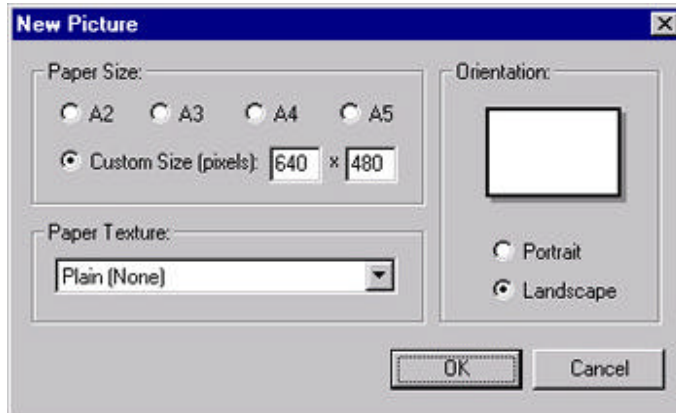 New Picture
Paper Size:
A2 A3 A4 A5
Custom Size (pixels): 640 x 480
Paper Texture:
Plain (None)
Orientation:
Portrait
Landscape
OK Cancel